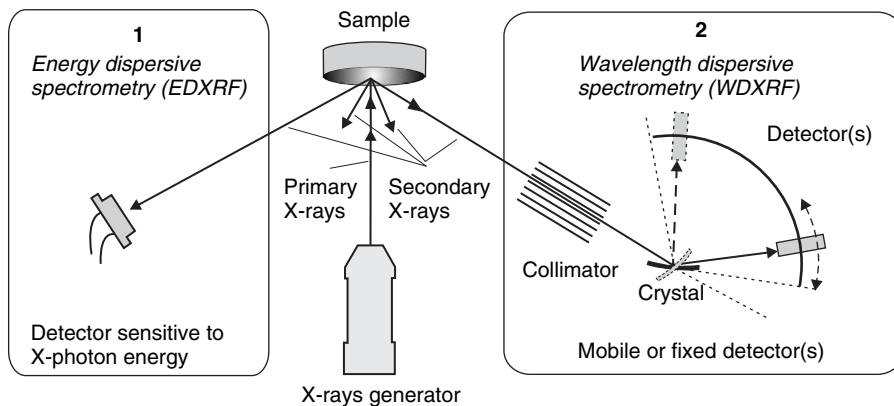 Sample
1
Energy dispersive
spectrometry (EDXRF)
2
Wavelength dispersive
spectrometry (WDXRF)
Detector(s)
Primary
X-rays
Secondary
X-rays
Collimator
Crystal
Detector sensitive to
X-photon energy
Mobile or fixed detector(s)
X-rays generator